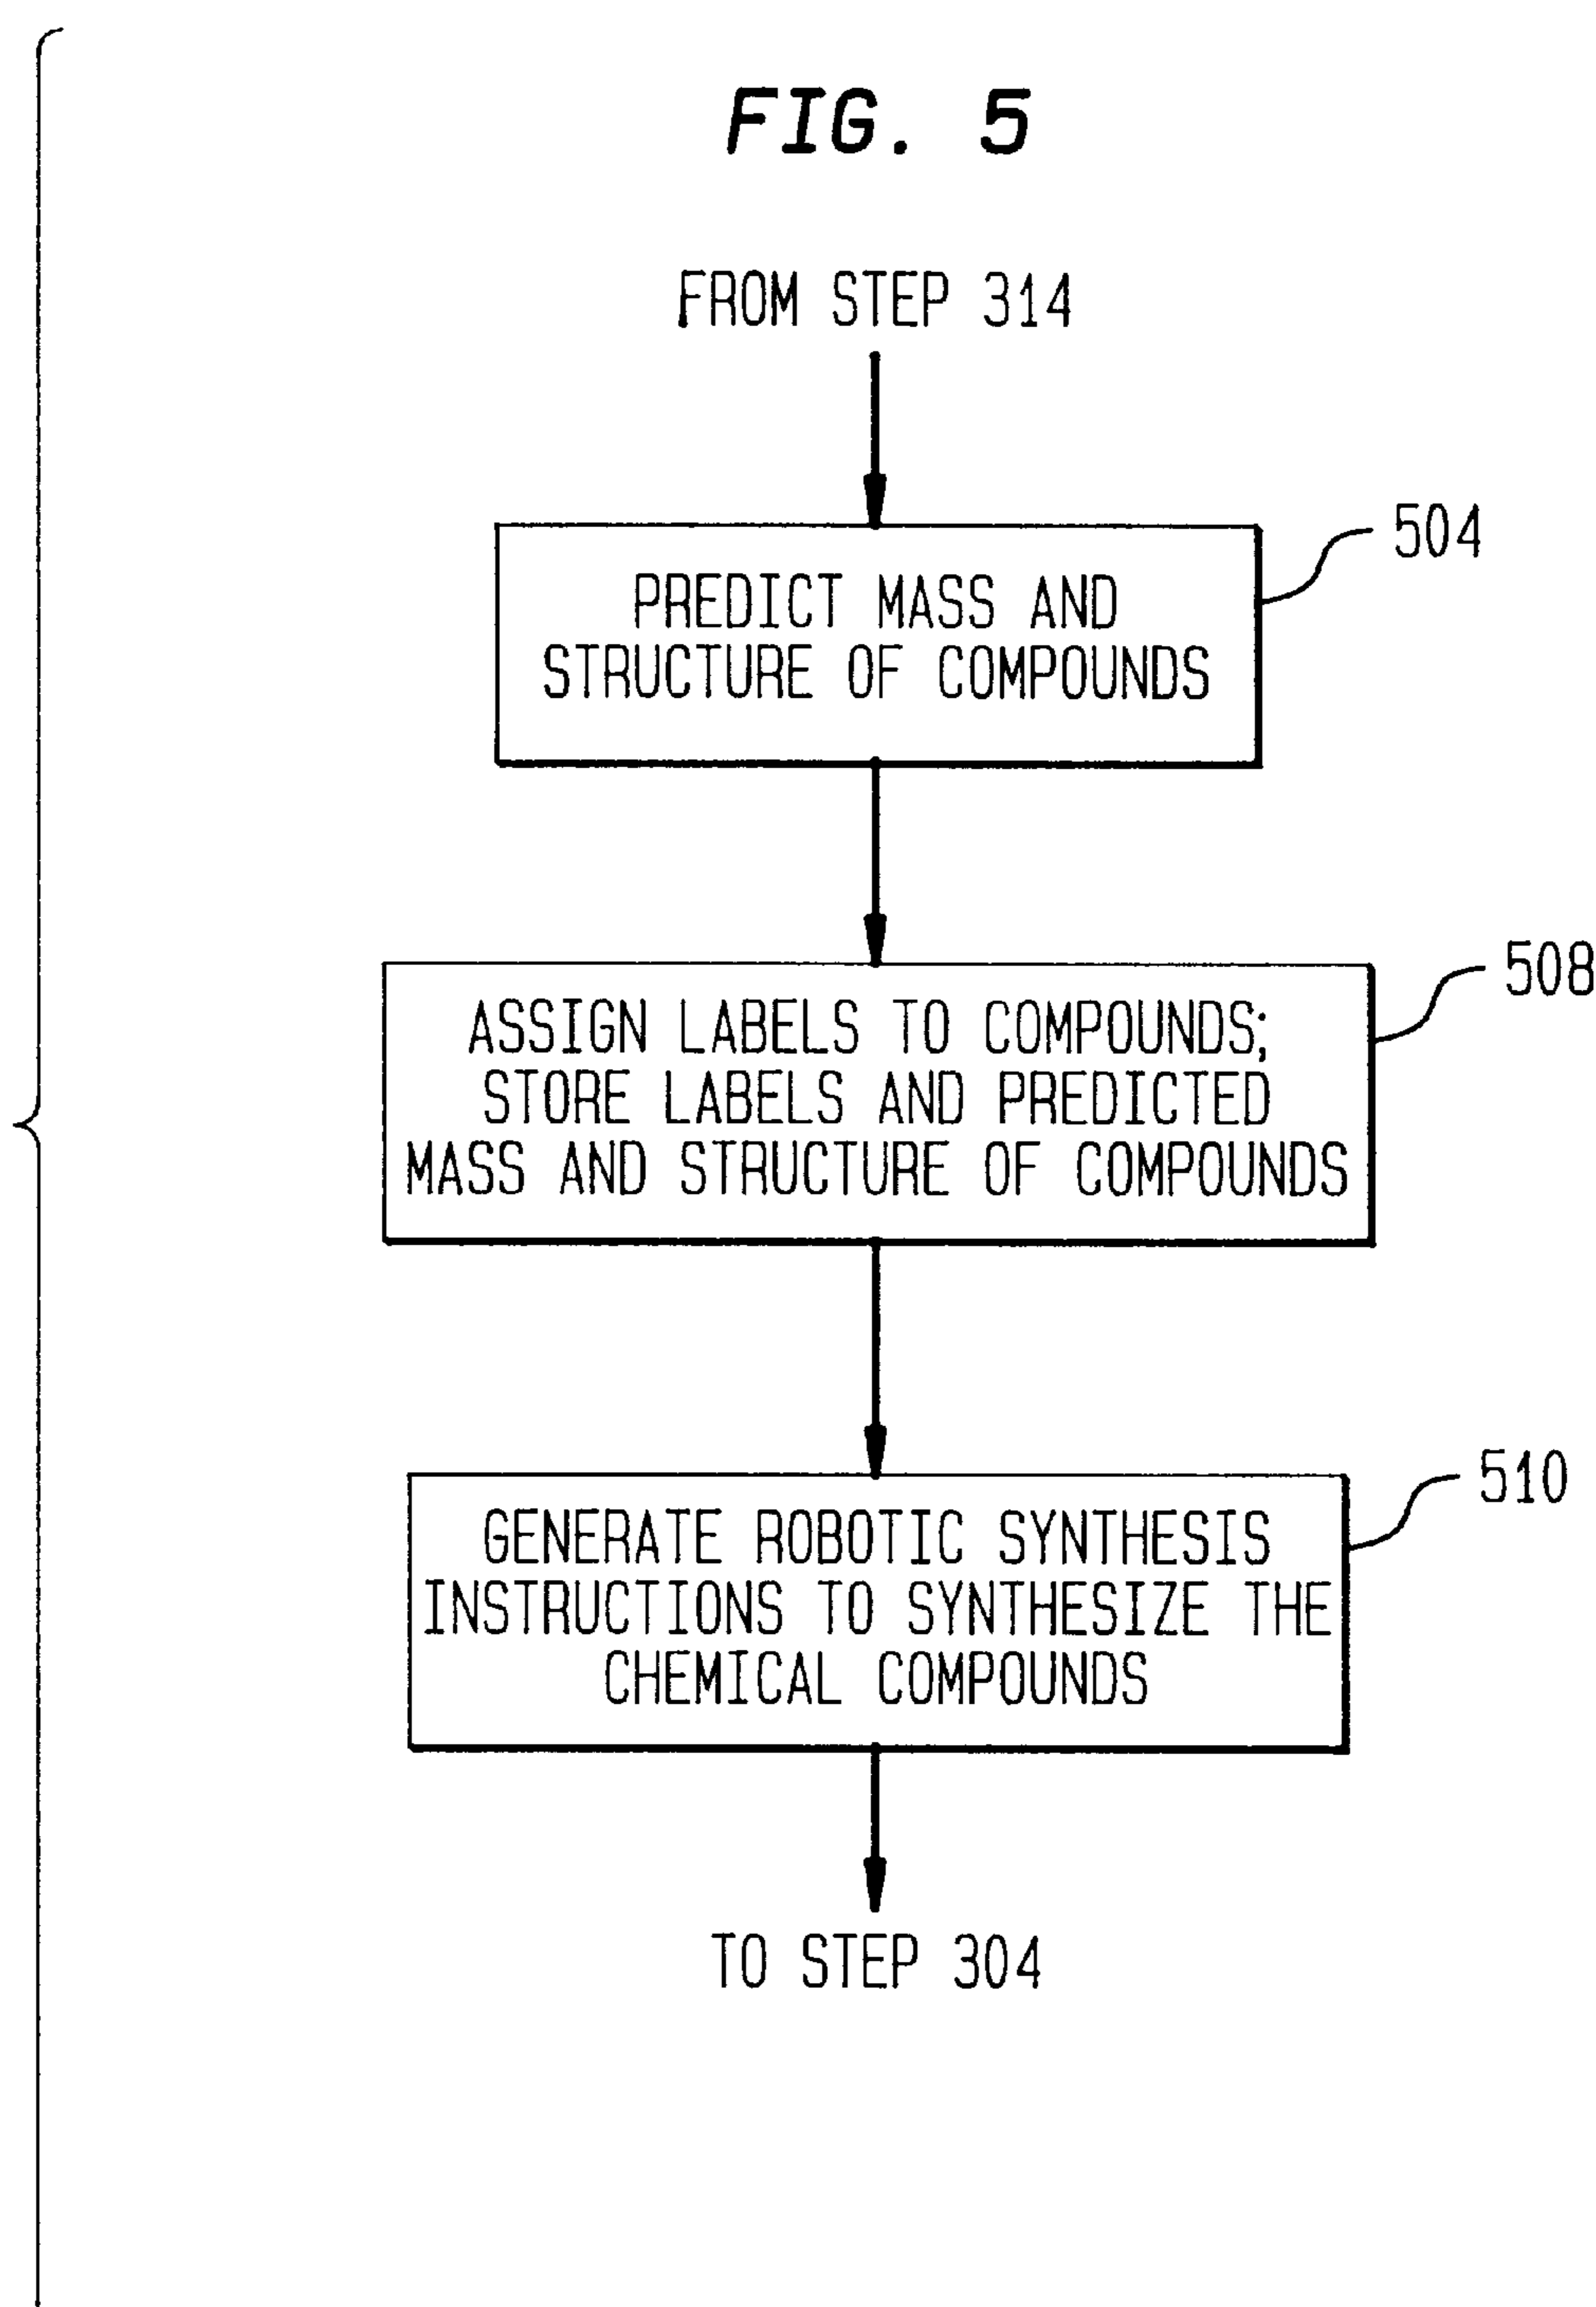 FIG. 5
FROM STEP 314
504
PREDICT MASS AND
STRUCTURE OF COMPOUNDS
508
ASSIGN LABELS TO COMPOUNDS;
STORE LABELS AND PREDICTED
MASS AND STRUCTURE OF COMPOUNDS
510
GENERATE ROBOTIC SYNTHESIS
INSTRUCTIONS TO SYNTHESIZE THE
CHEMICAL COMPOUNDS
TO STEP 304